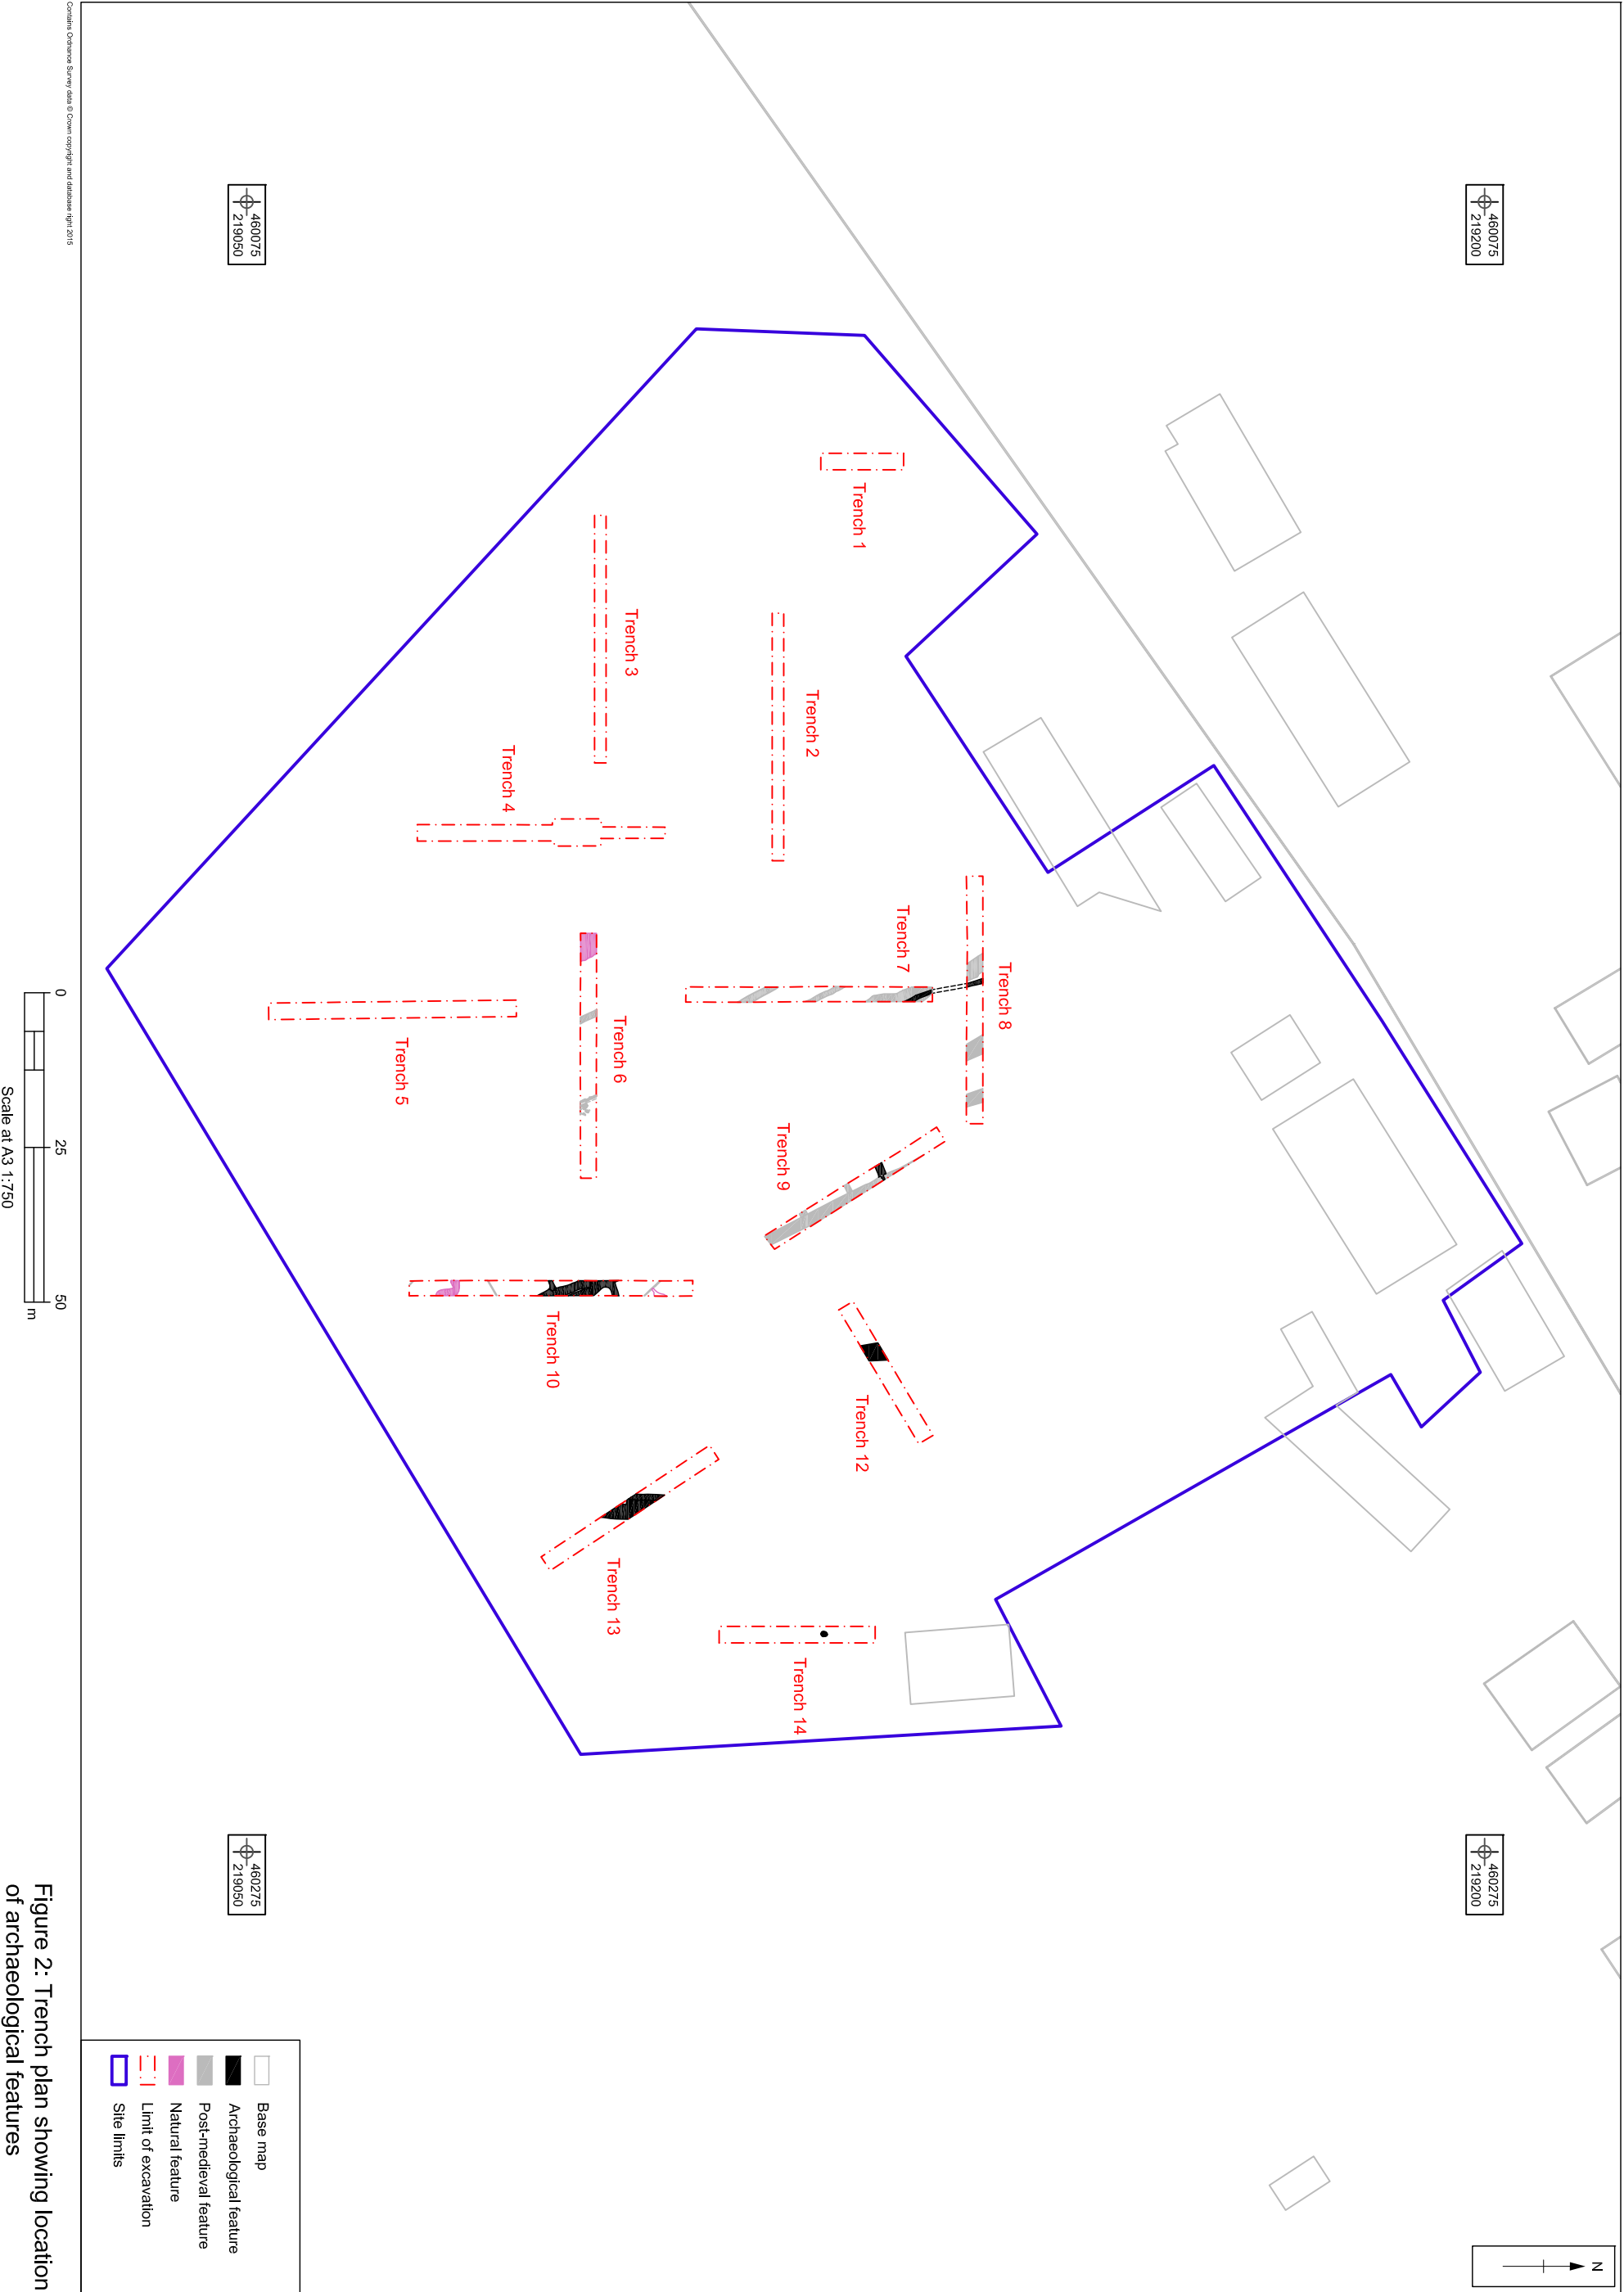 N
460075
219200
460275
219200
Trench 1
Trench 2
Trench 3
Trench 4
Trench 5
Trench 6
Trench 7
Trench 8
Trench 9
Trench 10
Trench 12
Trench 13
Trench 14
460075
219050
460275
219050
Base map
Archaeological feature
Post-medieval feature
Natural feature
Limit of excavation
Site limits
Contains Ordnance Survey data © Crown copyright and database right 2015
0
25
50
m
Scale at A3 1:750
Figure 2: Trench plan showing location
of archaeological features